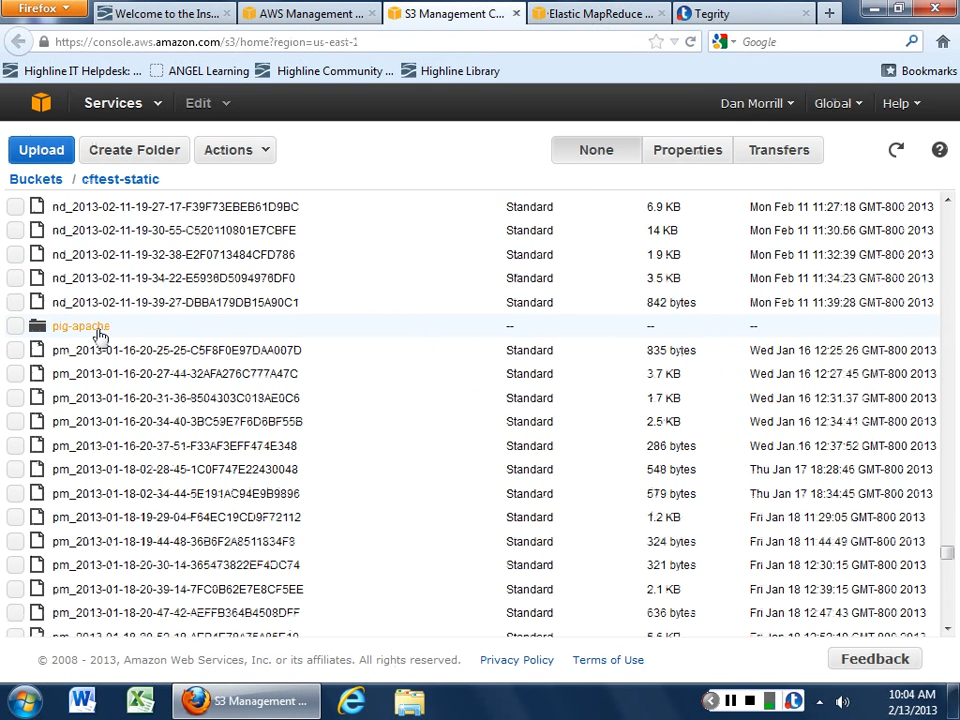 Firefox
Welcome to the Ins...
AWS Management ...
S3 Management C...
Elastic MapReduce ...
Tegrity
https://console.aws.amazon.com/s3/home?region=us-east-1
Google
Highline IT Helpdesk: ...
ANGEL Learning
Highline Community ...
Highline Library
Bookmarks
Services
Edit
Dan Morrill
Global
Help
Upload
Create Folder
Actions
None
Properties
Transfers
Buckets / cftest-static
nd_2013-02-11-19-27-17-F39F73EBEB61D9BC Standard 6.9 KB Mon Feb 11 11:27:18 GMT-800 2013
nd_2013-02-11-19-30-55-C520110801E7CBFE Standard 14 KB Mon Feb 11 11:30:56 GMT-800 2013
nd_2013-02-11-19-32-38-E2F0713484CFD786 Standard 1.9 KB Mon Feb 11 11:32:39 GMT-800 2013
nd_2013-02-11-19-34-22-E5936D5094976DF0 Standard 3.5 KB Mon Feb 11 11:34:23 GMT-800 2013
nd_2013-02-11-19-39-27-DBBA179DB15A90C1 Standard 842 bytes Mon Feb 11 11:39:28 GMT-800 2013
pig-apache -- -- --
pm_2013-01-16-20-25-25-C5F8F0E97DAA007D Standard 835 bytes Wed Jan 16 12:25:26 GMT-800 2013
pm_2013-01-16-20-27-44-32AFA276C777A47C Standard 3.7 KB Wed Jan 16 12:27:45 GMT-800 2013
pm_2013-01-16-20-31-36-8504303C018AE0C6 Standard 1.7 KB Wed Jan 16 12:31:37 GMT-800 2013
pm_2013-01-16-20-34-40-3BC59E7F6D6BF55B Standard 2.5 KB Wed Jan 16 12:34:41 GMT-800 2013
pm_2013-01-16-20-37-51-F33AF3EFF474E348 Standard 286 bytes Wed Jan 16 12:37:52 GMT-800 2013
pm_2013-01-18-02-28-45-1C0F747E22430048 Standard 548 bytes Thu Jan 17 18:28:46 GMT-800 2013
pm_2013-01-18-02-34-44-5E191AC94E9B9896 Standard 579 bytes Thu Jan 17 18:34:45 GMT-800 2013
pm_2013-01-18-19-29-04-F64EC19CD9F72112 Standard 1.2 KB Fri Jan 18 11:29:05 GMT-800 2013
pm_2013-01-18-19-44-48-36B6F2A8511834F3 Standard 324 bytes Fri Jan 18 11:44:49 GMT-800 2013
pm_2013-01-18-20-30-14-365473822EF4DC74 Standard 321 bytes Fri Jan 18 12:30:15 GMT-800 2013
pm_2013-01-18-20-39-14-7FC0B62E7E8CF5EE Standard 2.1 KB Fri Jan 18 12:39:15 GMT-800 2013
pm_2013-01-18-20-47-42-AEFFB364B4508DFF Standard 636 bytes Fri Jan 18 12:47:43 GMT-800 2013
© 2008 - 2013, Amazon Web Services, Inc. or its affiliates. All rights reserved.
Privacy Policy
Terms of Use
Feedback
S3 Management ...
10:04 AM
2/13/2013